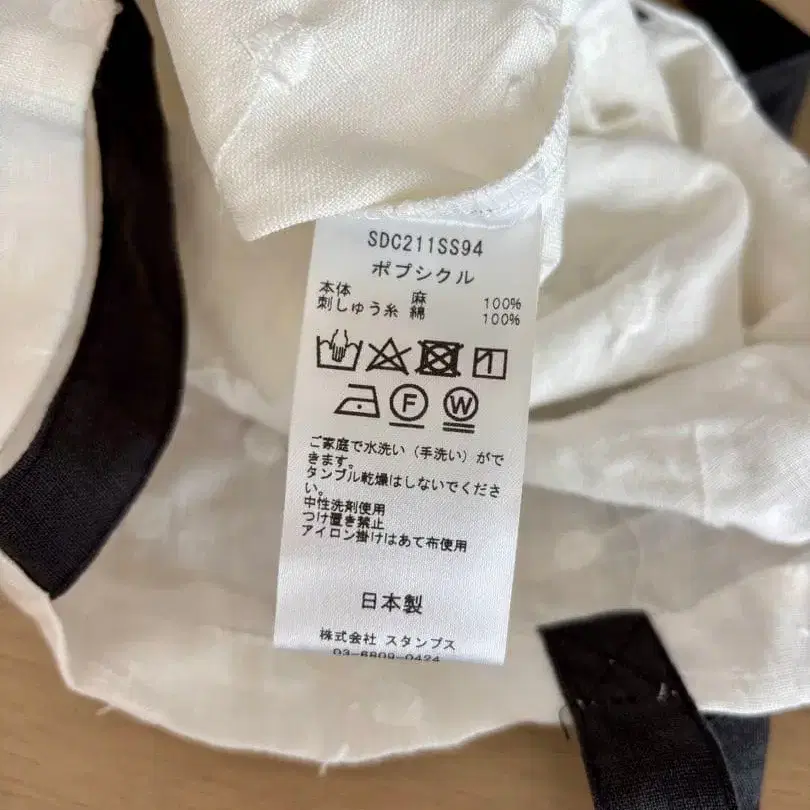 SDC211SS94
ポプシクル
本体 麻 100%
刺しゅう糸 綿 100%
F W
ご家庭で水洗い（手洗い）がで
きます。
タンブル乾燥はしないでくださ
い。
中性洗剤使用
つけ置き禁止
アイロン掛けはあて布使用
日本製
株式会社 スタンプス
03-6809-0424